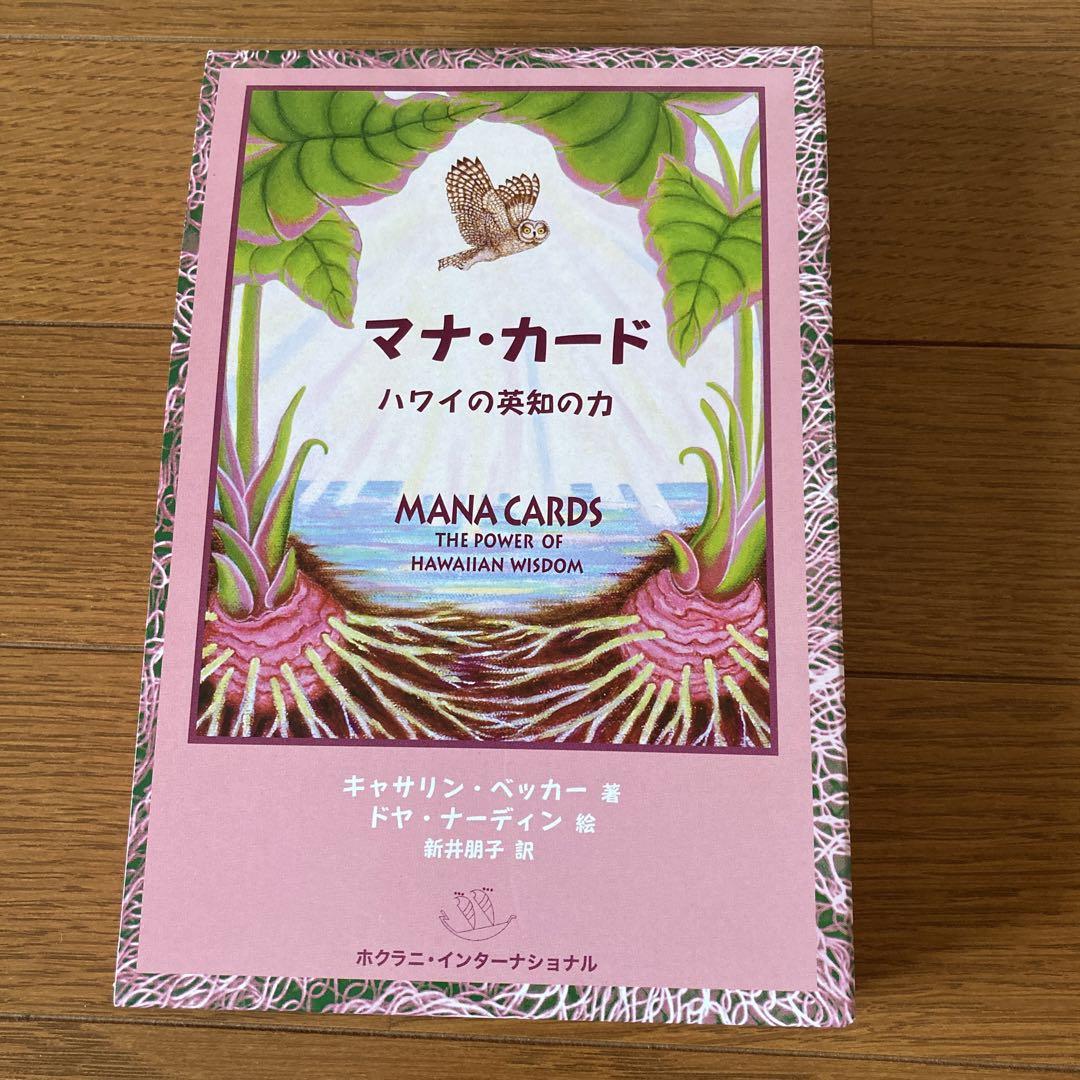 マナ・カード
ハワイの英知の力
MANA CARDS
THE POWER OF
HAWAIIAN WISDOM
キャサリン・ベッカー 著
ドヤ・ナーディン 絵
新井朋子 訳
ホクラニ・インターナショナル